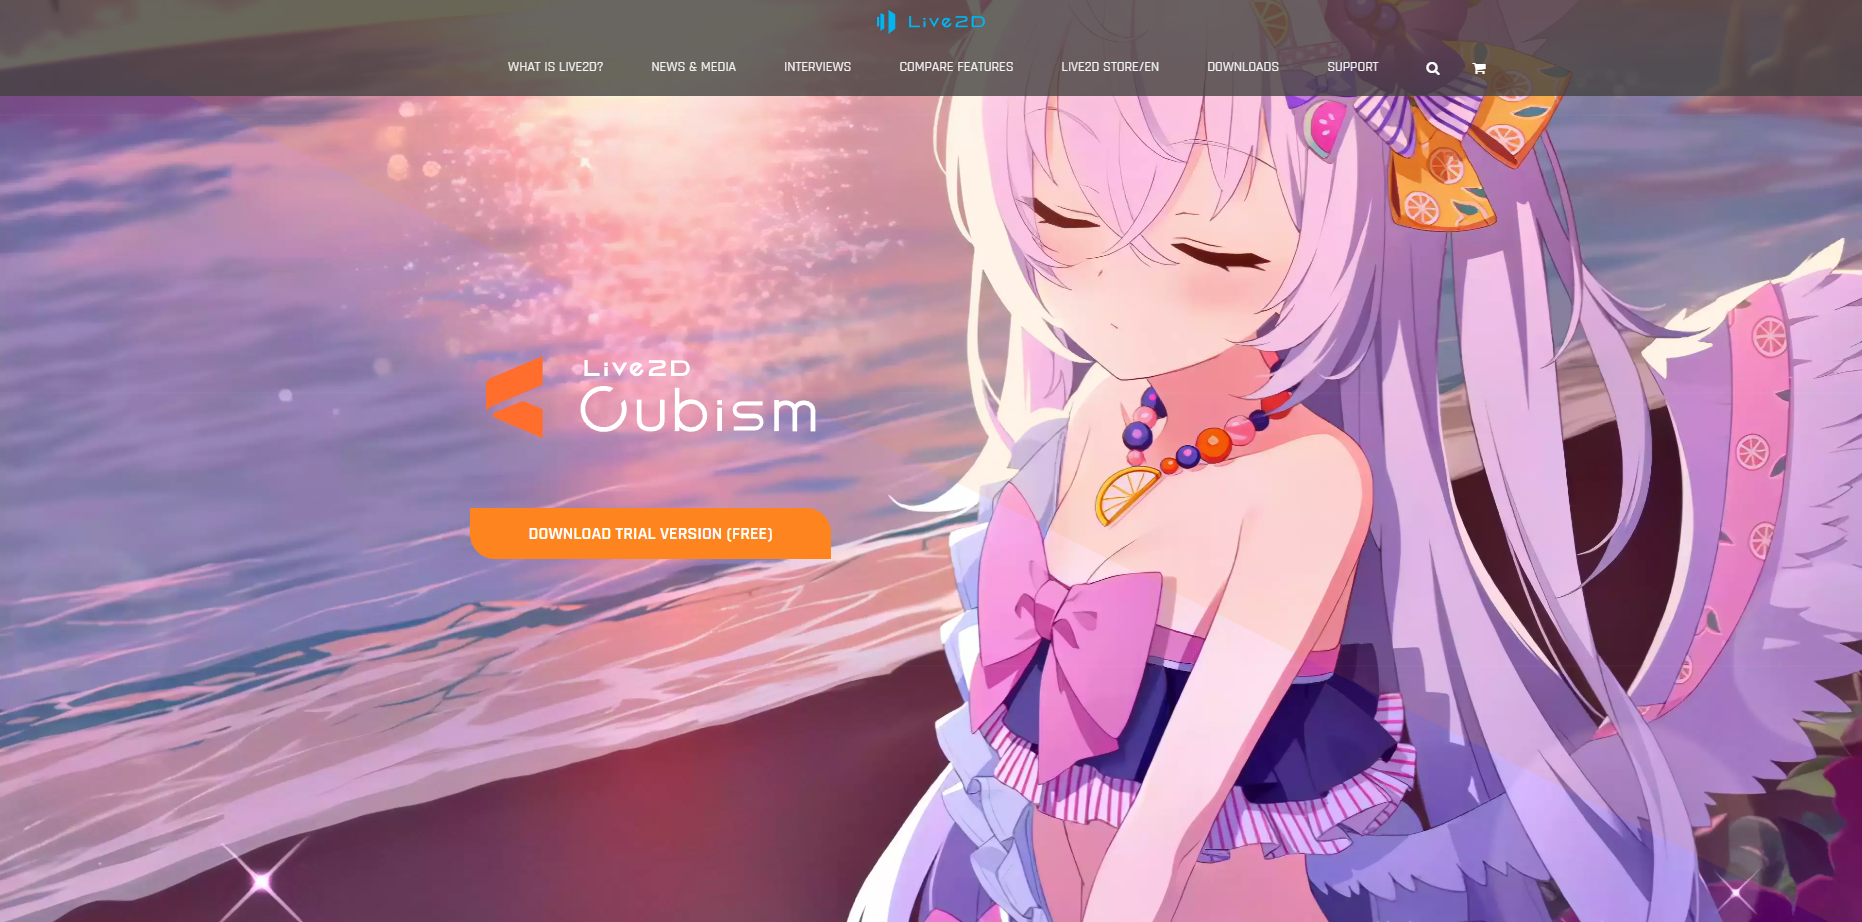 Live2D
WHAT IS LIVE2D?
NEWS & MEDIA
INTERVIEWS
COMPARE FEATURES
LIVE2D STORE/EN
DOWNLOADS
SUPPORT
Live2D
Cubism
DOWNLOAD TRIAL VERSION (FREE)